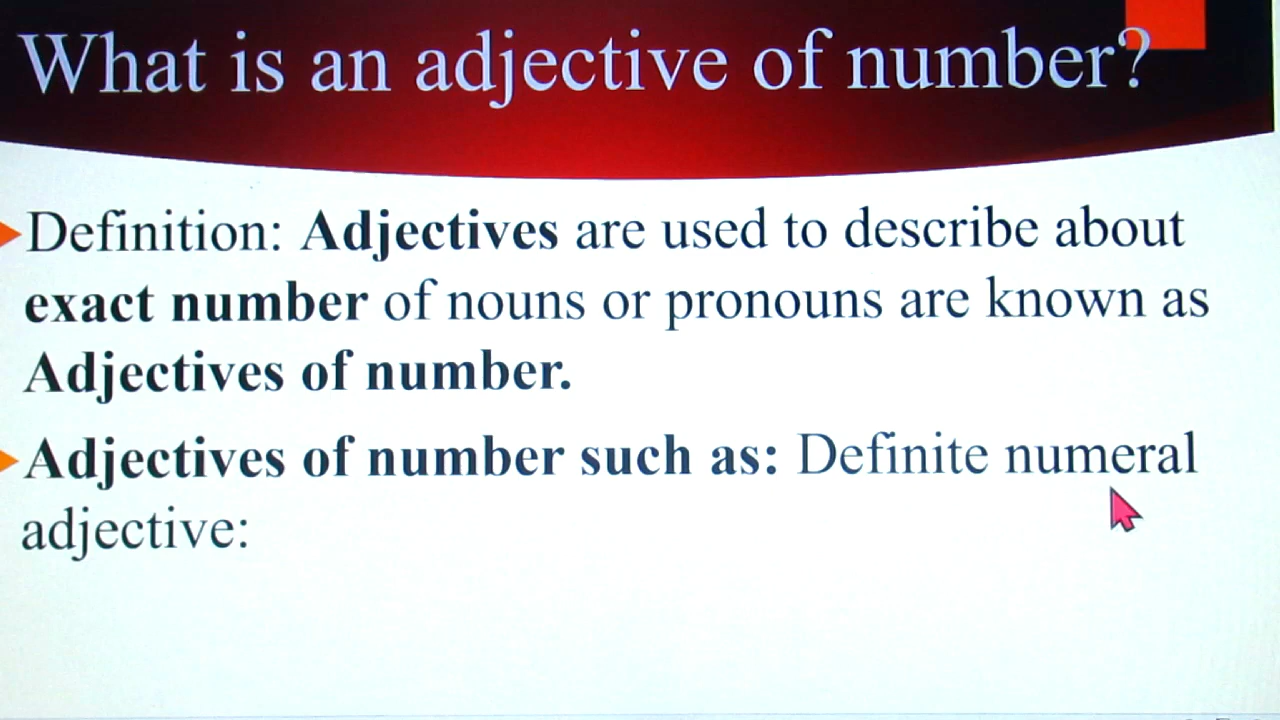 What is an adjective of number?
Definition: Adjectives are used to describe about
exact number of nouns or pronouns are known as
Adjectives of number.
Adjectives of number such as: Definite numeral
adjective: